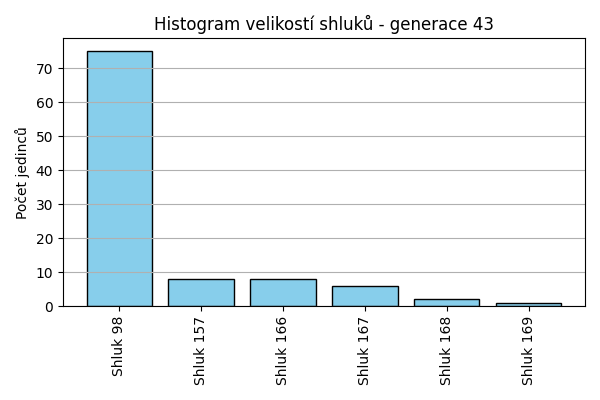 Histogram velikostí shluků - generace 43
Počet jedinců
70
60
50
40
30
20
10
0
Shluk 98
Shluk 157
Shluk 166
Shluk 167
Shluk 168
Shluk 169